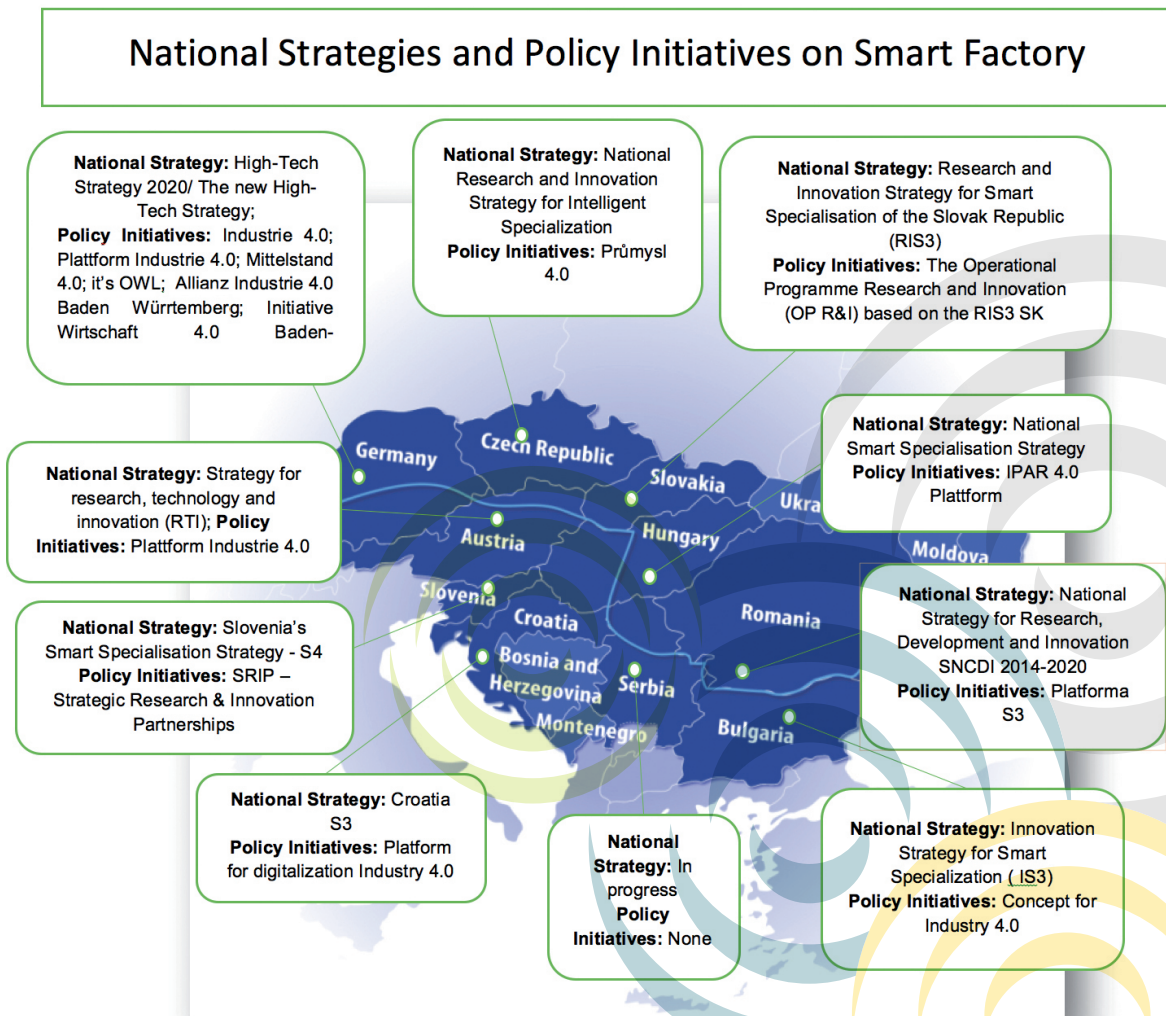 National Strategies and Policy Initiatives on Smart Factory
National Strategy: High-Tech
Strategy 2020/ The new High-
Tech Strategy;
Policy Initiatives: Industrie 4.0;
Plattform Industrie 4.0; Mittelstand
4.0; it's OWL; Allianz Industrie 4.0
Baden Würrtemberg; Initiative
Wirtschaft 4.0 Baden-
National Strategy: National
Research and Innovation
Strategy for Intelligent
Specialization
Policy Initiatives: Průmysl
4.0
National Strategy: Research and
Innovation Strategy for Smart
Specialisation of the Slovak Republic
(RIS3)
Policy Initiatives: The Operational
Programme Research and Innovation
(OP R&I) based on the RIS3 SK
National Strategy: National
Smart Specialisation Strategy
Policy Initiatives: IPAR 4.0
Plattform
National Strategy: Strategy for
research, technology and
innovation (RTI); Policy
Initiatives: Plattform Industrie 4.0
Germany
Czech Republic
Slovakia
Ukra
Hungary
Austria
Moldova
Slovenia
Croatia
Romania
Bosnia and
Herzegovina
Serbia
Montenegro
Bulgaria
National Strategy: National
Strategy for Research,
Development and Innovation
SNCDI 2014-2020
Policy Initiatives: Platforma
S3
National Strategy: Slovenia's
Smart Specialisation Strategy - S4
Policy Initiatives: SRIP –
Strategic Research & Innovation
Partnerships
National Strategy: Croatia
S3
Policy Initiatives: Platform
for digitalization Industry 4.0
National
Strategy: In
progress
Policy
Initiatives: None
National Strategy: Innovation
Strategy for Smart
Specialization ( IS3)
Policy Initiatives: Concept for
Industry 4.0